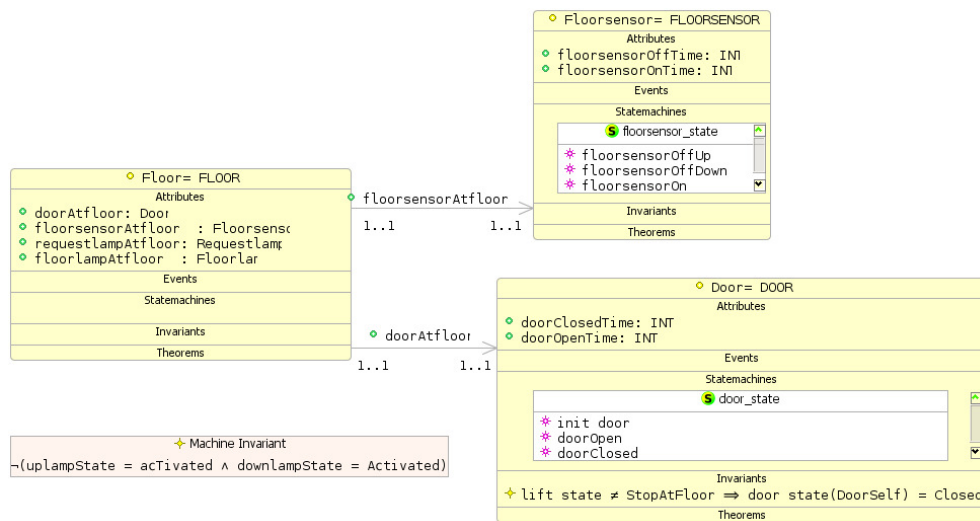 Floorsensor= FLOORSENSOR
Attributes
floorsensorOffTime: INT
floorsensorOnTime: INT
Events
Statemachines
S floorsensor_state
floorsensorOffUp
floorsensorOffDown
floorsensorOn
Invariants
Theorems
Floor= FLOOR
Attributes
doorAtfloor: Door
floorsensorAtfloor : Floorsenso
requestlampAtfloor: Requestlamp
floorlampAtfloor : Floorlar
Events
Statemachines
Invariants
Theorems
floorsensorAtfloor
1..1 1..1
doorAtfloor
1..1 1..1
Door= DOOR
Attributes
doorClosedTime: INT
doorOpenTime: INT
Events
Statemachines
S door_state
init door
doorOpen
doorClosed
Invariants
lift state ≠ StopAtFloor ⇒ door state(DoorSelf) = Closed
Theorems
Machine Invariant
¬(uplampState = acTivated ∧ downlampState = Activated)